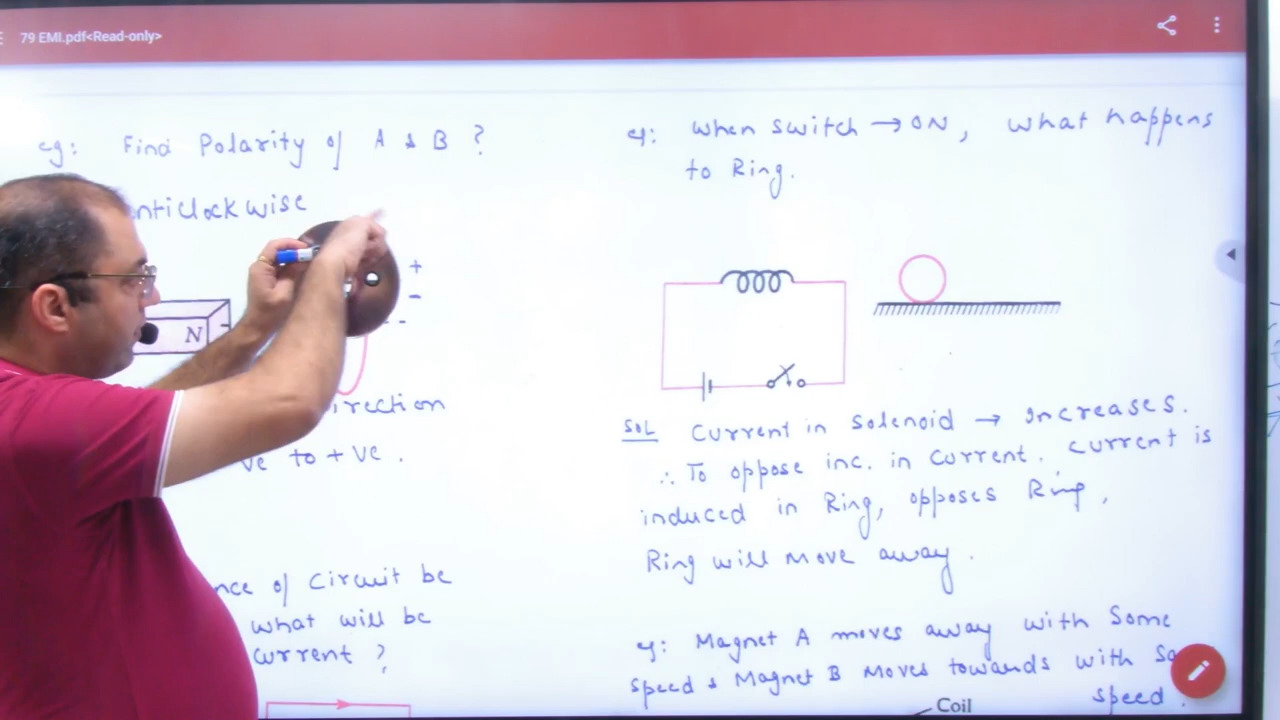 79 EMI.pdf<Read-only>
eg: Find Polarity of A & B ?
nticlockwise
+
-
-
N
irection
ve to +ve .
nce of Circuit be
what will be
current ?
eg: When switch → ON, what happens
to Ring.
SOL Current in Solenoid → Increases.
∴ To oppose inc. in Current. current is
induced in Ring, opposes Ring,
Ring will move away.
eg: Magnet A moves away with Some
speed & Magnet B moves towards with
speed.
Coil